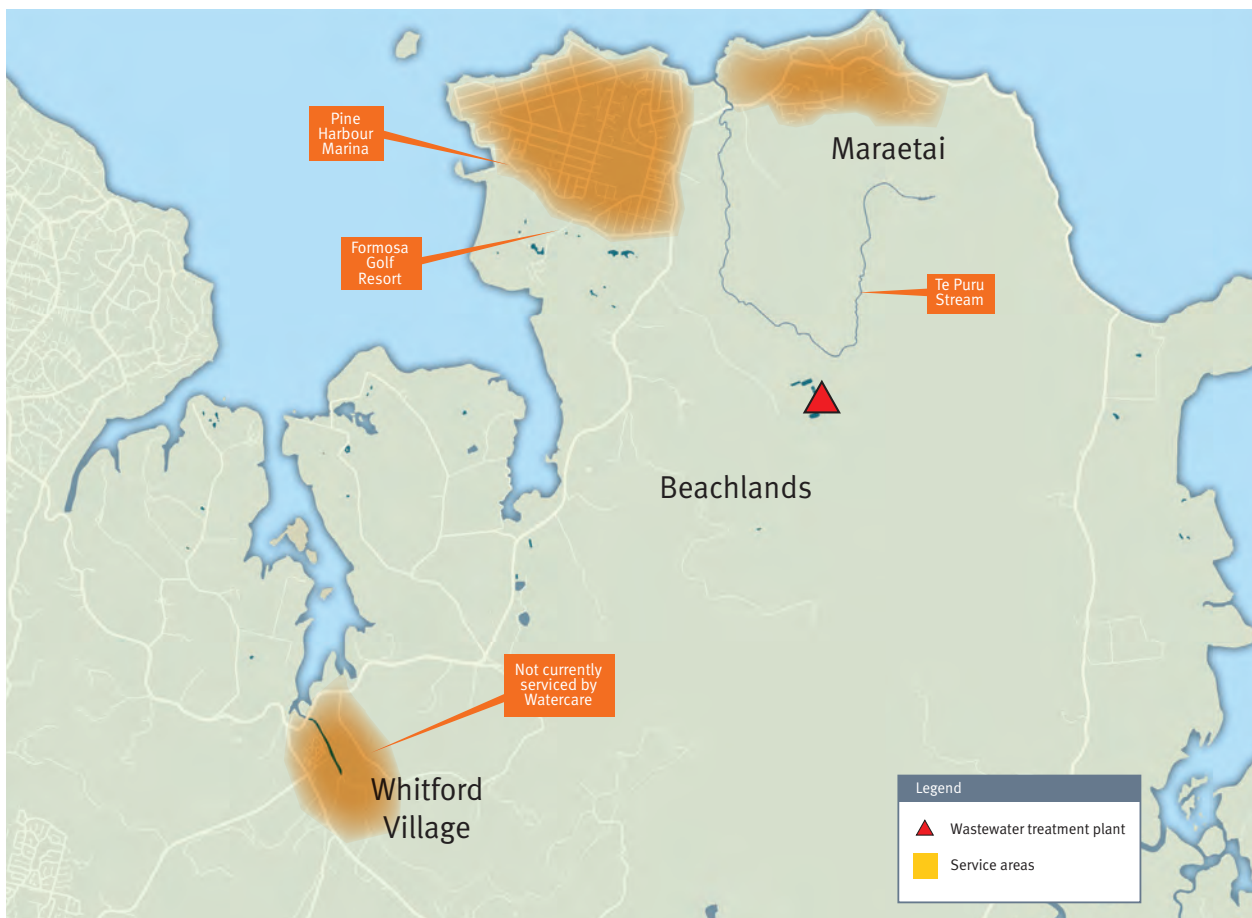 Pine
Harbour
Marina
Maraetai
Formosa
Golf
Resort
Te Puru
Stream
Beachlands
Not currently
serviced by
Watercare
Whitford
Village
Legend
Wastewater treatment plant
Service areas